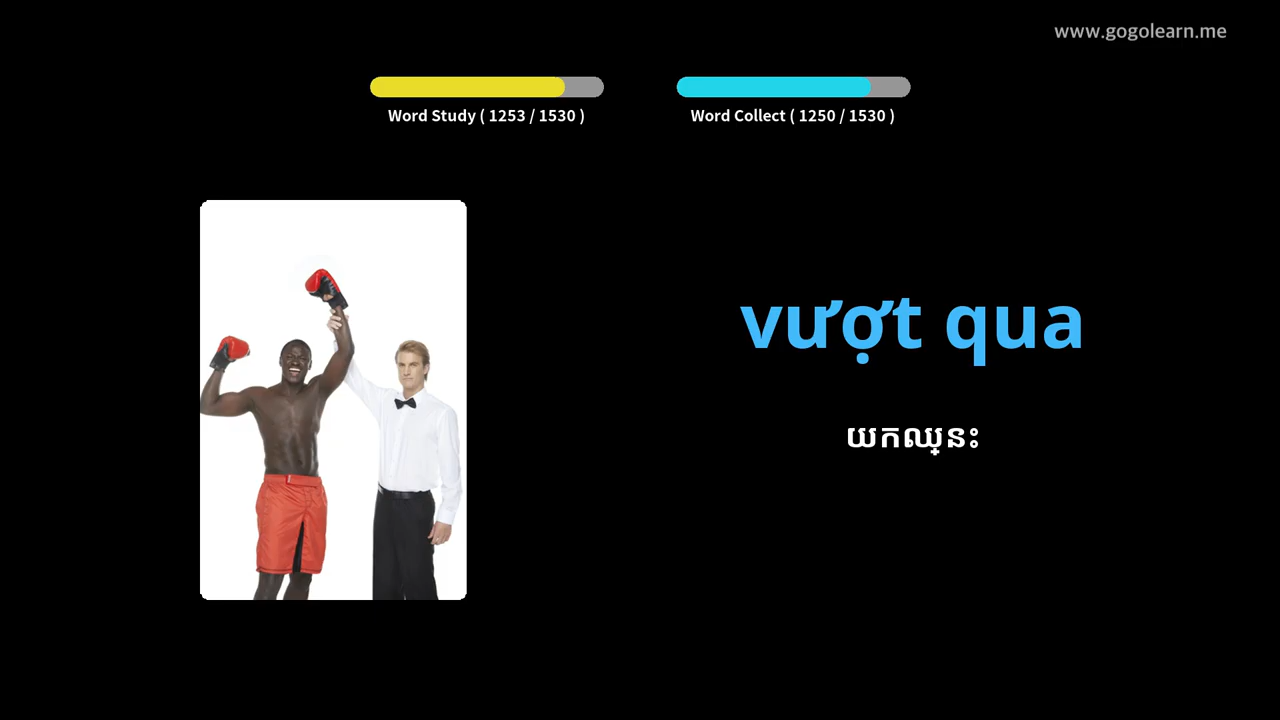 www.gogolearn.me
Word Study ( 1253 / 1530 )
Word Collect ( 1250 / 1530 )
vượt qua
យកឈ្នះ